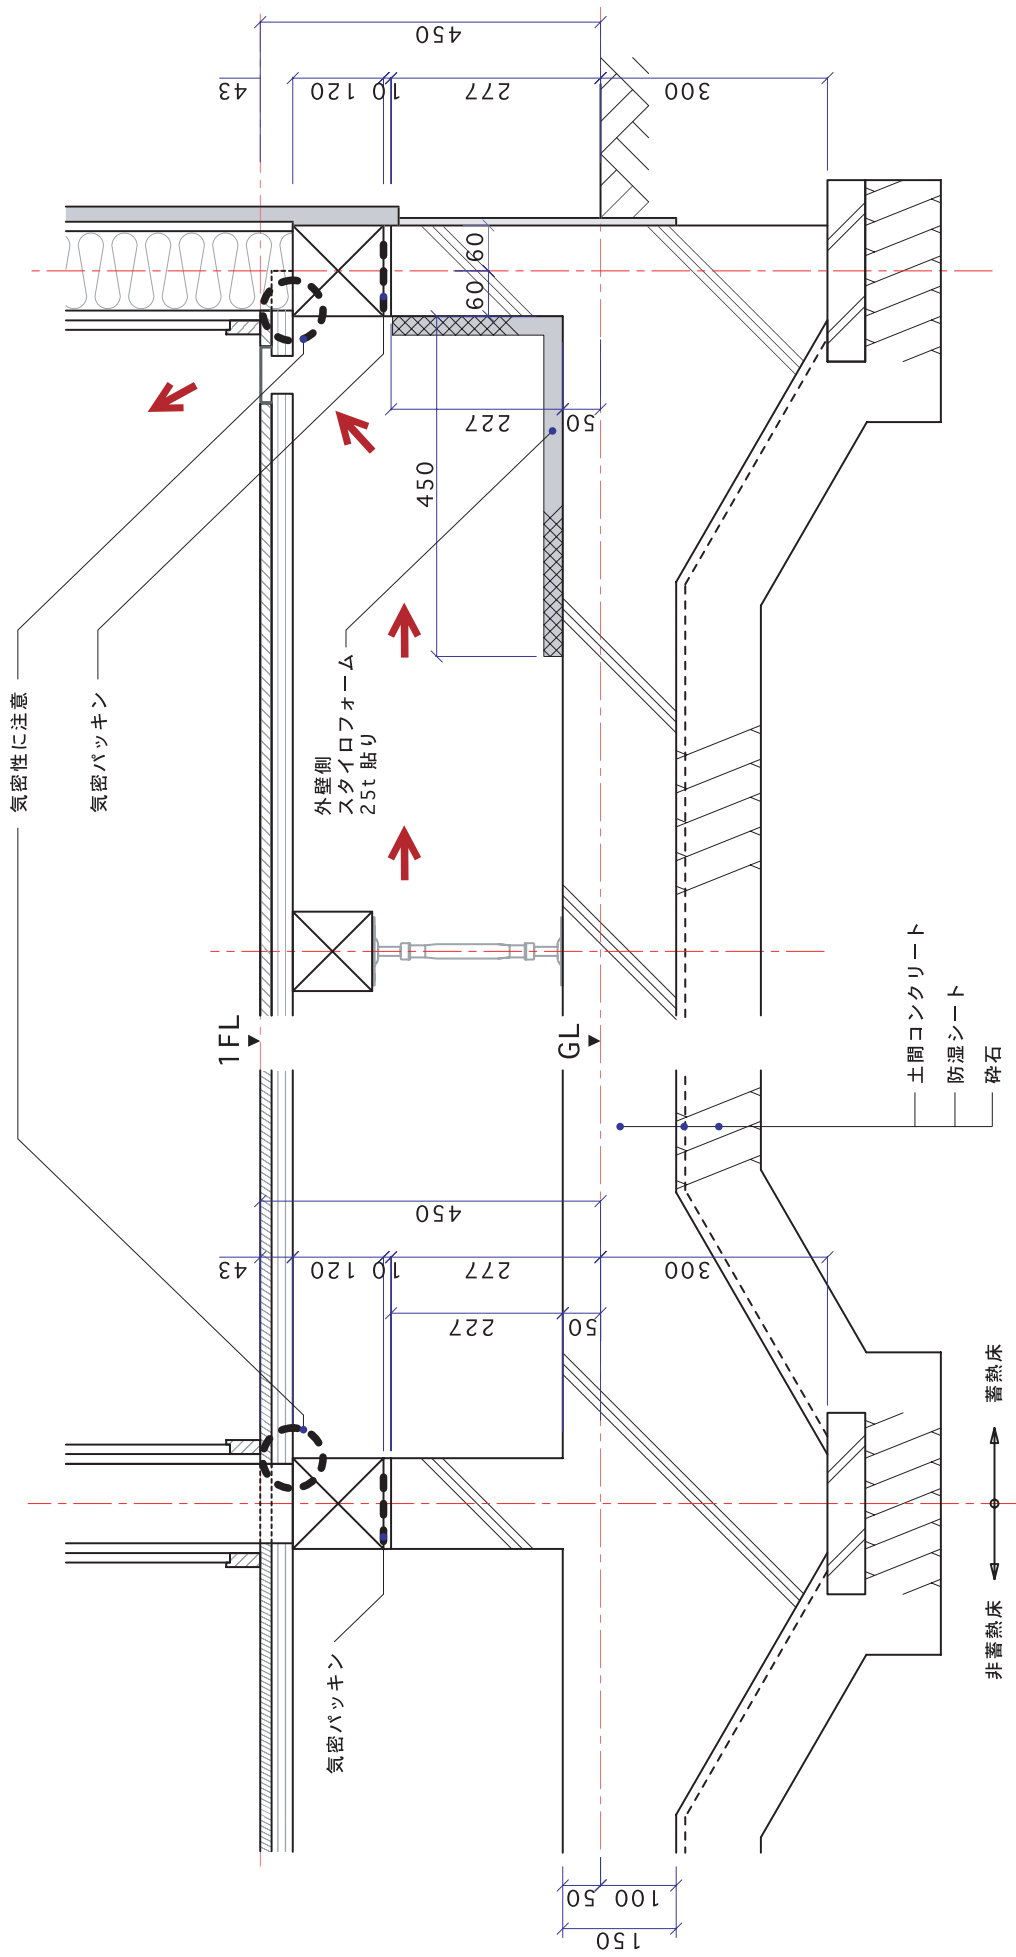 450
43
120
10
277
300
60
60
227
50
450
気密性に注意
気密パッキン
外壁側
スタイロフォーム
25t 貼り
1FL
GL
土間コンクリート
防湿シート
砕石
450
43
120
10
277
300
227
50
蓄熱床
非蓄熱床
気密パッキン
50
100
150